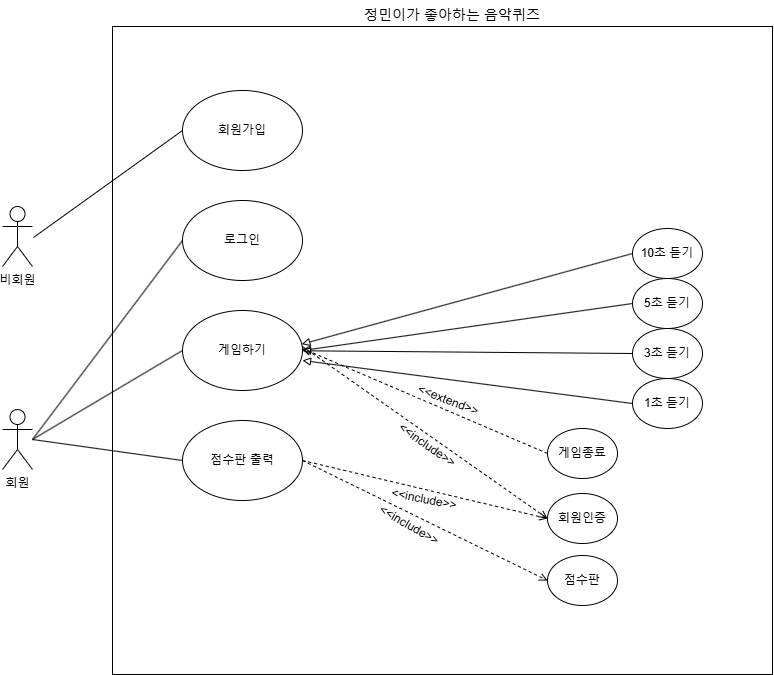 정민이가 좋아하는 음악퀴즈
회원가입
비회원
로그인
10초 듣기
5초 듣기
게임하기
3초 듣기
1초 듣기
<<extend>>
<<include>>
회원
점수판 출력
게임종료
<<include>>
회원인증
<<include>>
점수판